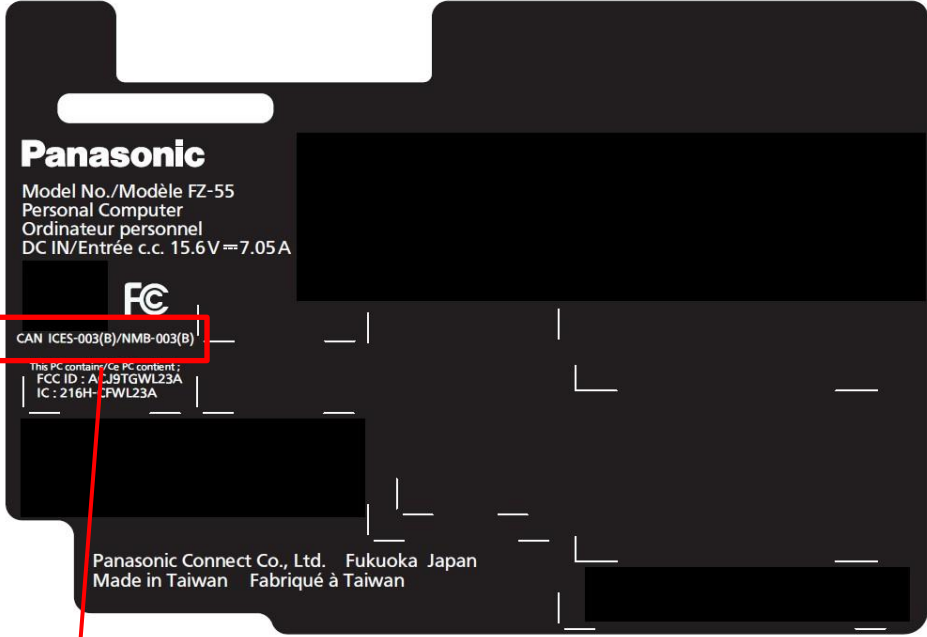 Panasonic
Model No./Modèle FZ-55
Personal Computer
Ordinateur personnel
DC IN/Entrée c.c. 15.6V⎓7.05A
FC
CAN ICES-003(B)/NMB-003(B)
This PC contains/Ce PC contient ;
FCC ID : ACJ9TGWL23A
IC : 216H-CFWL23A
Panasonic Connect Co., Ltd. Fukuoka Japan
Made in Taiwan Fabriqué à Taiwan